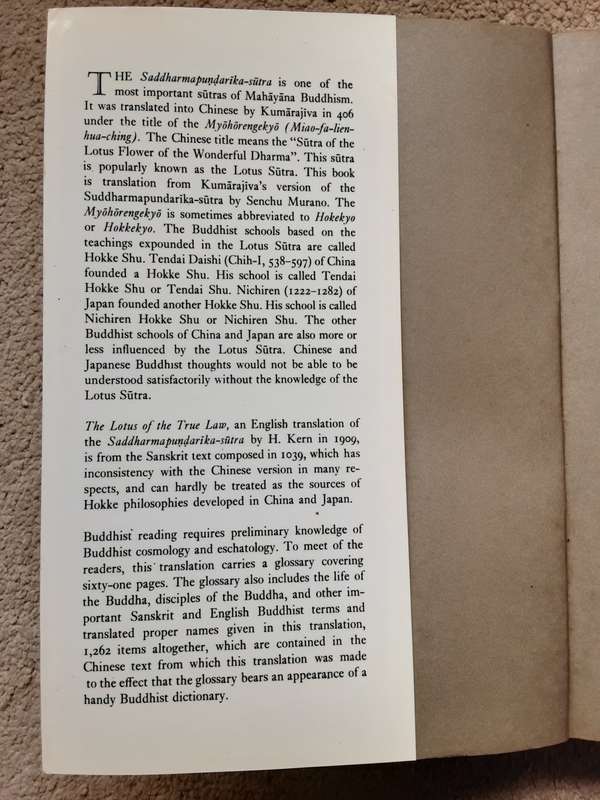 THE Saddharmapuṇḍarīka-sūtra is one of the
most important sūtras of Mahāyāna Buddhism.
It was translated into Chinese by Kumārajīva in 406
under the title of the Myōhōrengekyō (Miao-fa-lien-
hua-ching). The Chinese title means the “Sūtra of the
Lotus Flower of the Wonderful Dharma”. This sūtra
is popularly known as the Lotus Sūtra. This book
is translation from Kumārajīva's version of the
Suddharmapundarīka-sūtra by Senchu Murano. The
Myōhōrengekyō is sometimes abbreviated to Hokekyo
or Hokkekyo. The Buddhist schools based on the
teachings expounded in the Lotus Sūtra are called
Hokke Shu. Tendai Daishi (Chih-I, 538–597) of China
founded a Hokke Shu. His school is called Tendai
Hokke Shu or Tendai Shu. Nichiren (1222–1282) of
Japan founded another Hokke Shu. His school is called
Nichiren Hokke Shu or Nichiren Shu. The other
Buddhist schools of China and Japan are also more or
less influenced by the Lotus Sūtra. Chinese and
Japanese Buddhist thoughts would not be able to be
understood satisfactorily without the knowledge of the
Lotus Sūtra.
The Lotus of the True Law, an English translation of
the Saddharmapuṇḍarīka-sūtra by H. Kern in 1909,
is from the Sanskrit text composed in 1039, which has
inconsistency with the Chinese version in many re-
spects, and can hardly be treated as the sources of
Hokke philosophies developed in China and Japan.
Buddhist reading requires preliminary knowledge of
Buddhist cosmology and eschatology. To meet of the
readers, this translation carries a glossary covering
sixty-one pages. The glossary also includes the life of
the Buddha, disciples of the Buddha, and other im-
portant Sanskrit and English Buddhist terms and
translated proper names given in this translation,
1,262 items altogether, which are contained in the
Chinese text from which this translation was made
to the effect that the glossary bears an appearance of a
handy Buddhist dictionary.